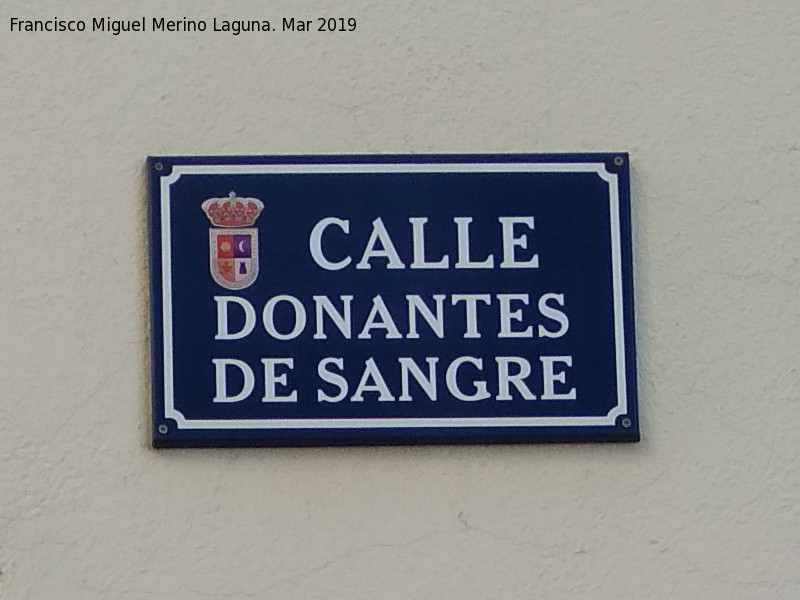 Francisco Miguel Merino Laguna. Mar 2019
CALLE
DONANTES
DE SANGRE